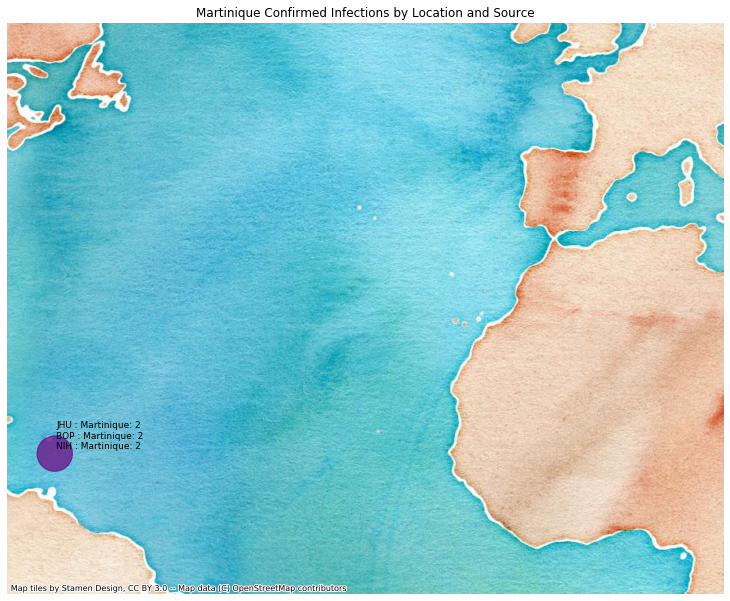 Martinique Confirmed Infections by Location and Source
JHU : Martinique: 2
BOP : Martinique: 2
NIH : Martinique: 2
Map tiles by Stamen Design, CC BY 3.0 -- Map data (C) OpenStreetMap contributors